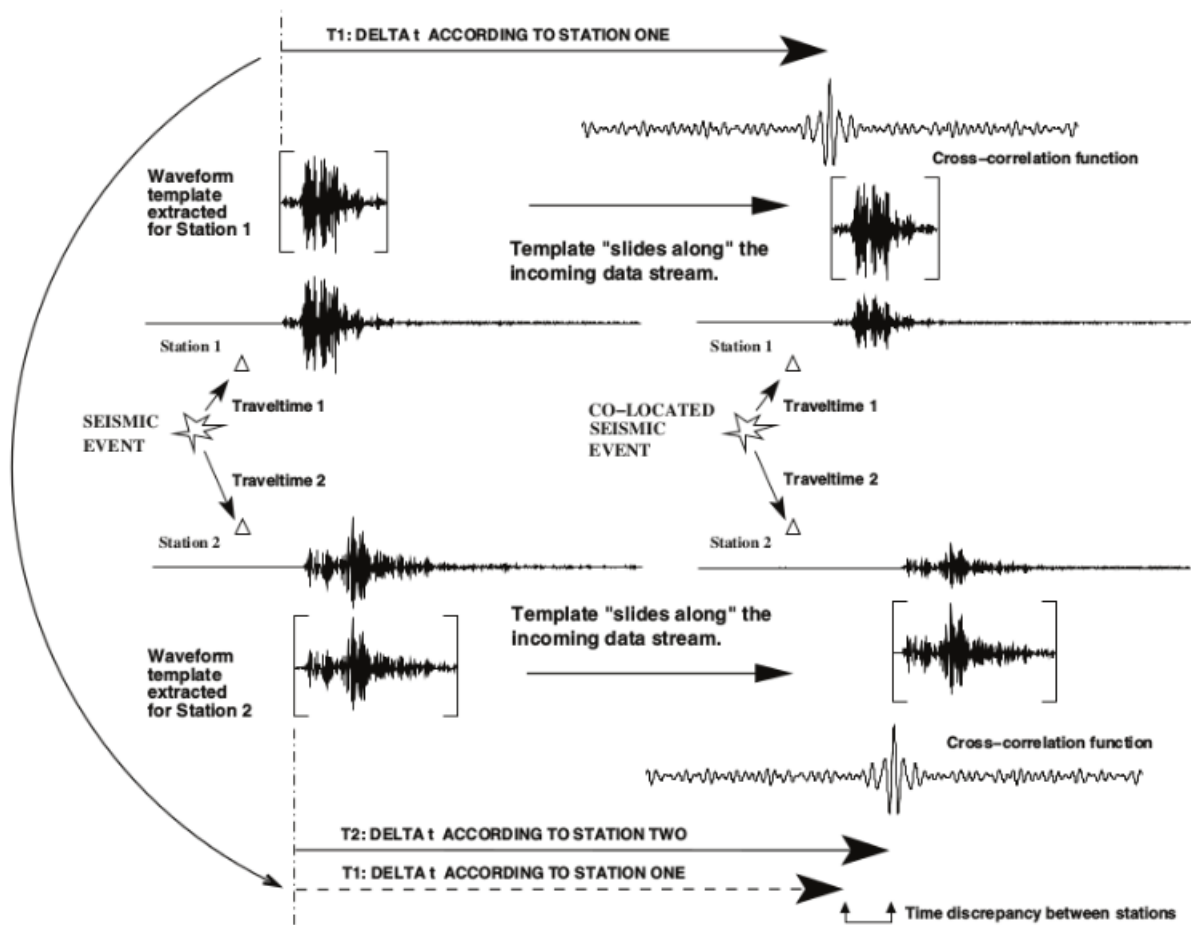 T1: DELTA t ACCORDING TO STATION ONE
Cross-correlation function
Waveform
template
extracted
for Station 1
Template "slides along" the
incoming data stream.
Station 1
Station 1
Traveltime 1
Traveltime 1
SEISMIC
EVENT
CO-LOCATED
SEISMIC
EVENT
Traveltime 2
Traveltime 2
Station 2
Station 2
Template "slides along" the
incoming data stream.
Waveform
template
extracted
for Station 2
Cross-correlation function
T2: DELTA t ACCORDING TO STATION TWO
T1: DELTA t ACCORDING TO STATION ONE
Time discrepancy between stations